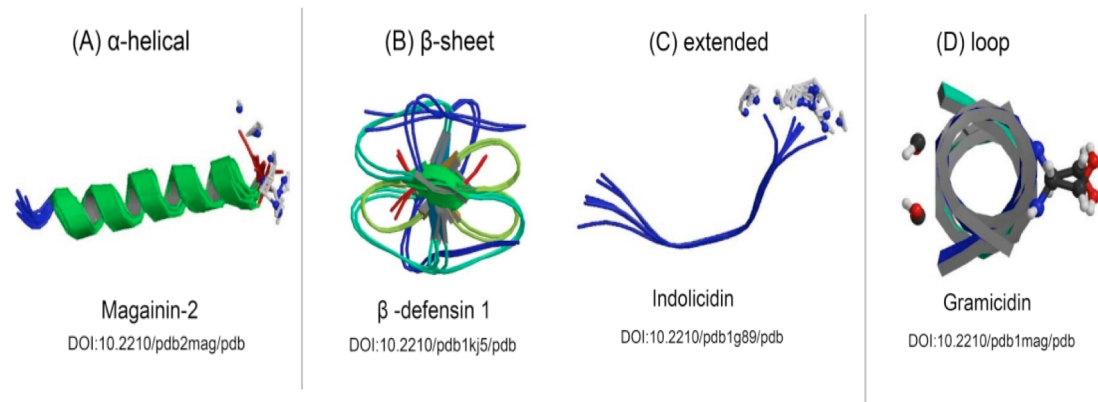 (A) α-helical
(B) β-sheet
(C) extended
(D) loop
Magainin-2
DOI:10.2210/pdb2mag/pdb
β -defensin 1
DOI:10.2210/pdb1kj5/pdb
Indolicidin
DOI:10.2210/pdb1g89/pdb
Gramicidin
DOI:10.2210/pdb1mag/pdb